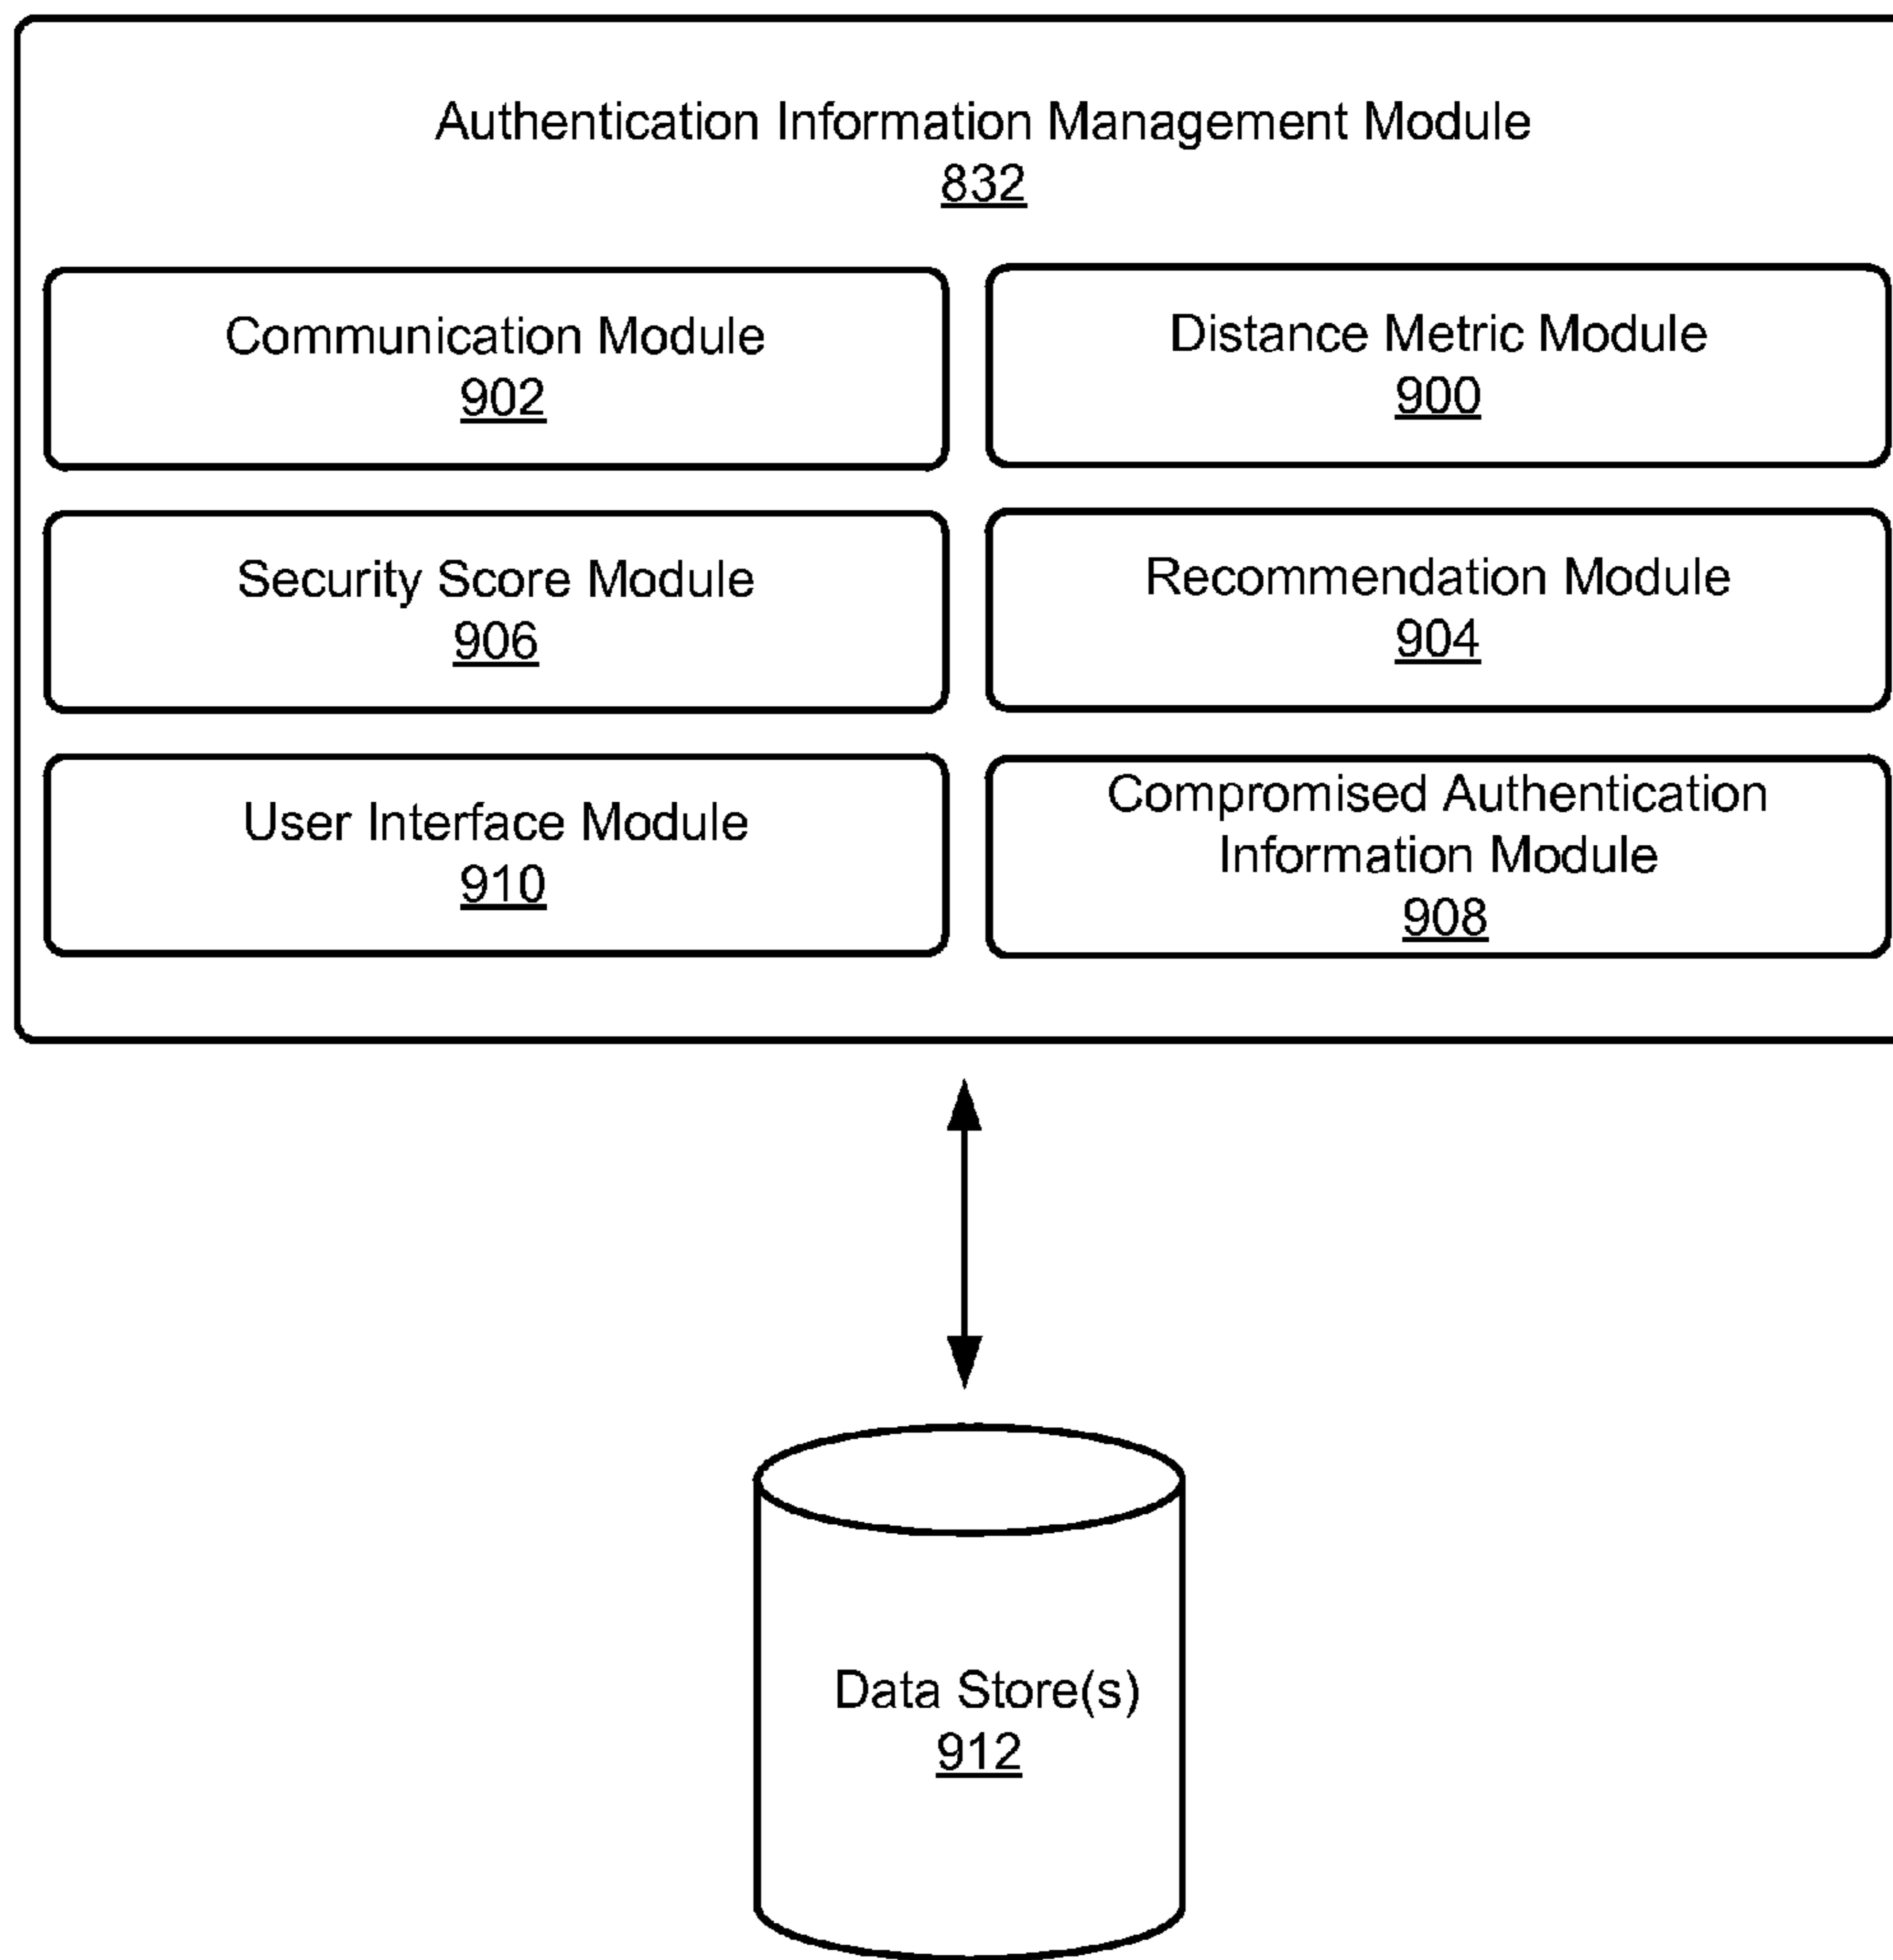 Authentication Information Management Module
832
Communication Module
902
Distance Metric Module
900
Security Score Module
906
Recommendation Module
904
User Interface Module
910
Compromised Authentication
Information Module
908
Data Store(s)
912